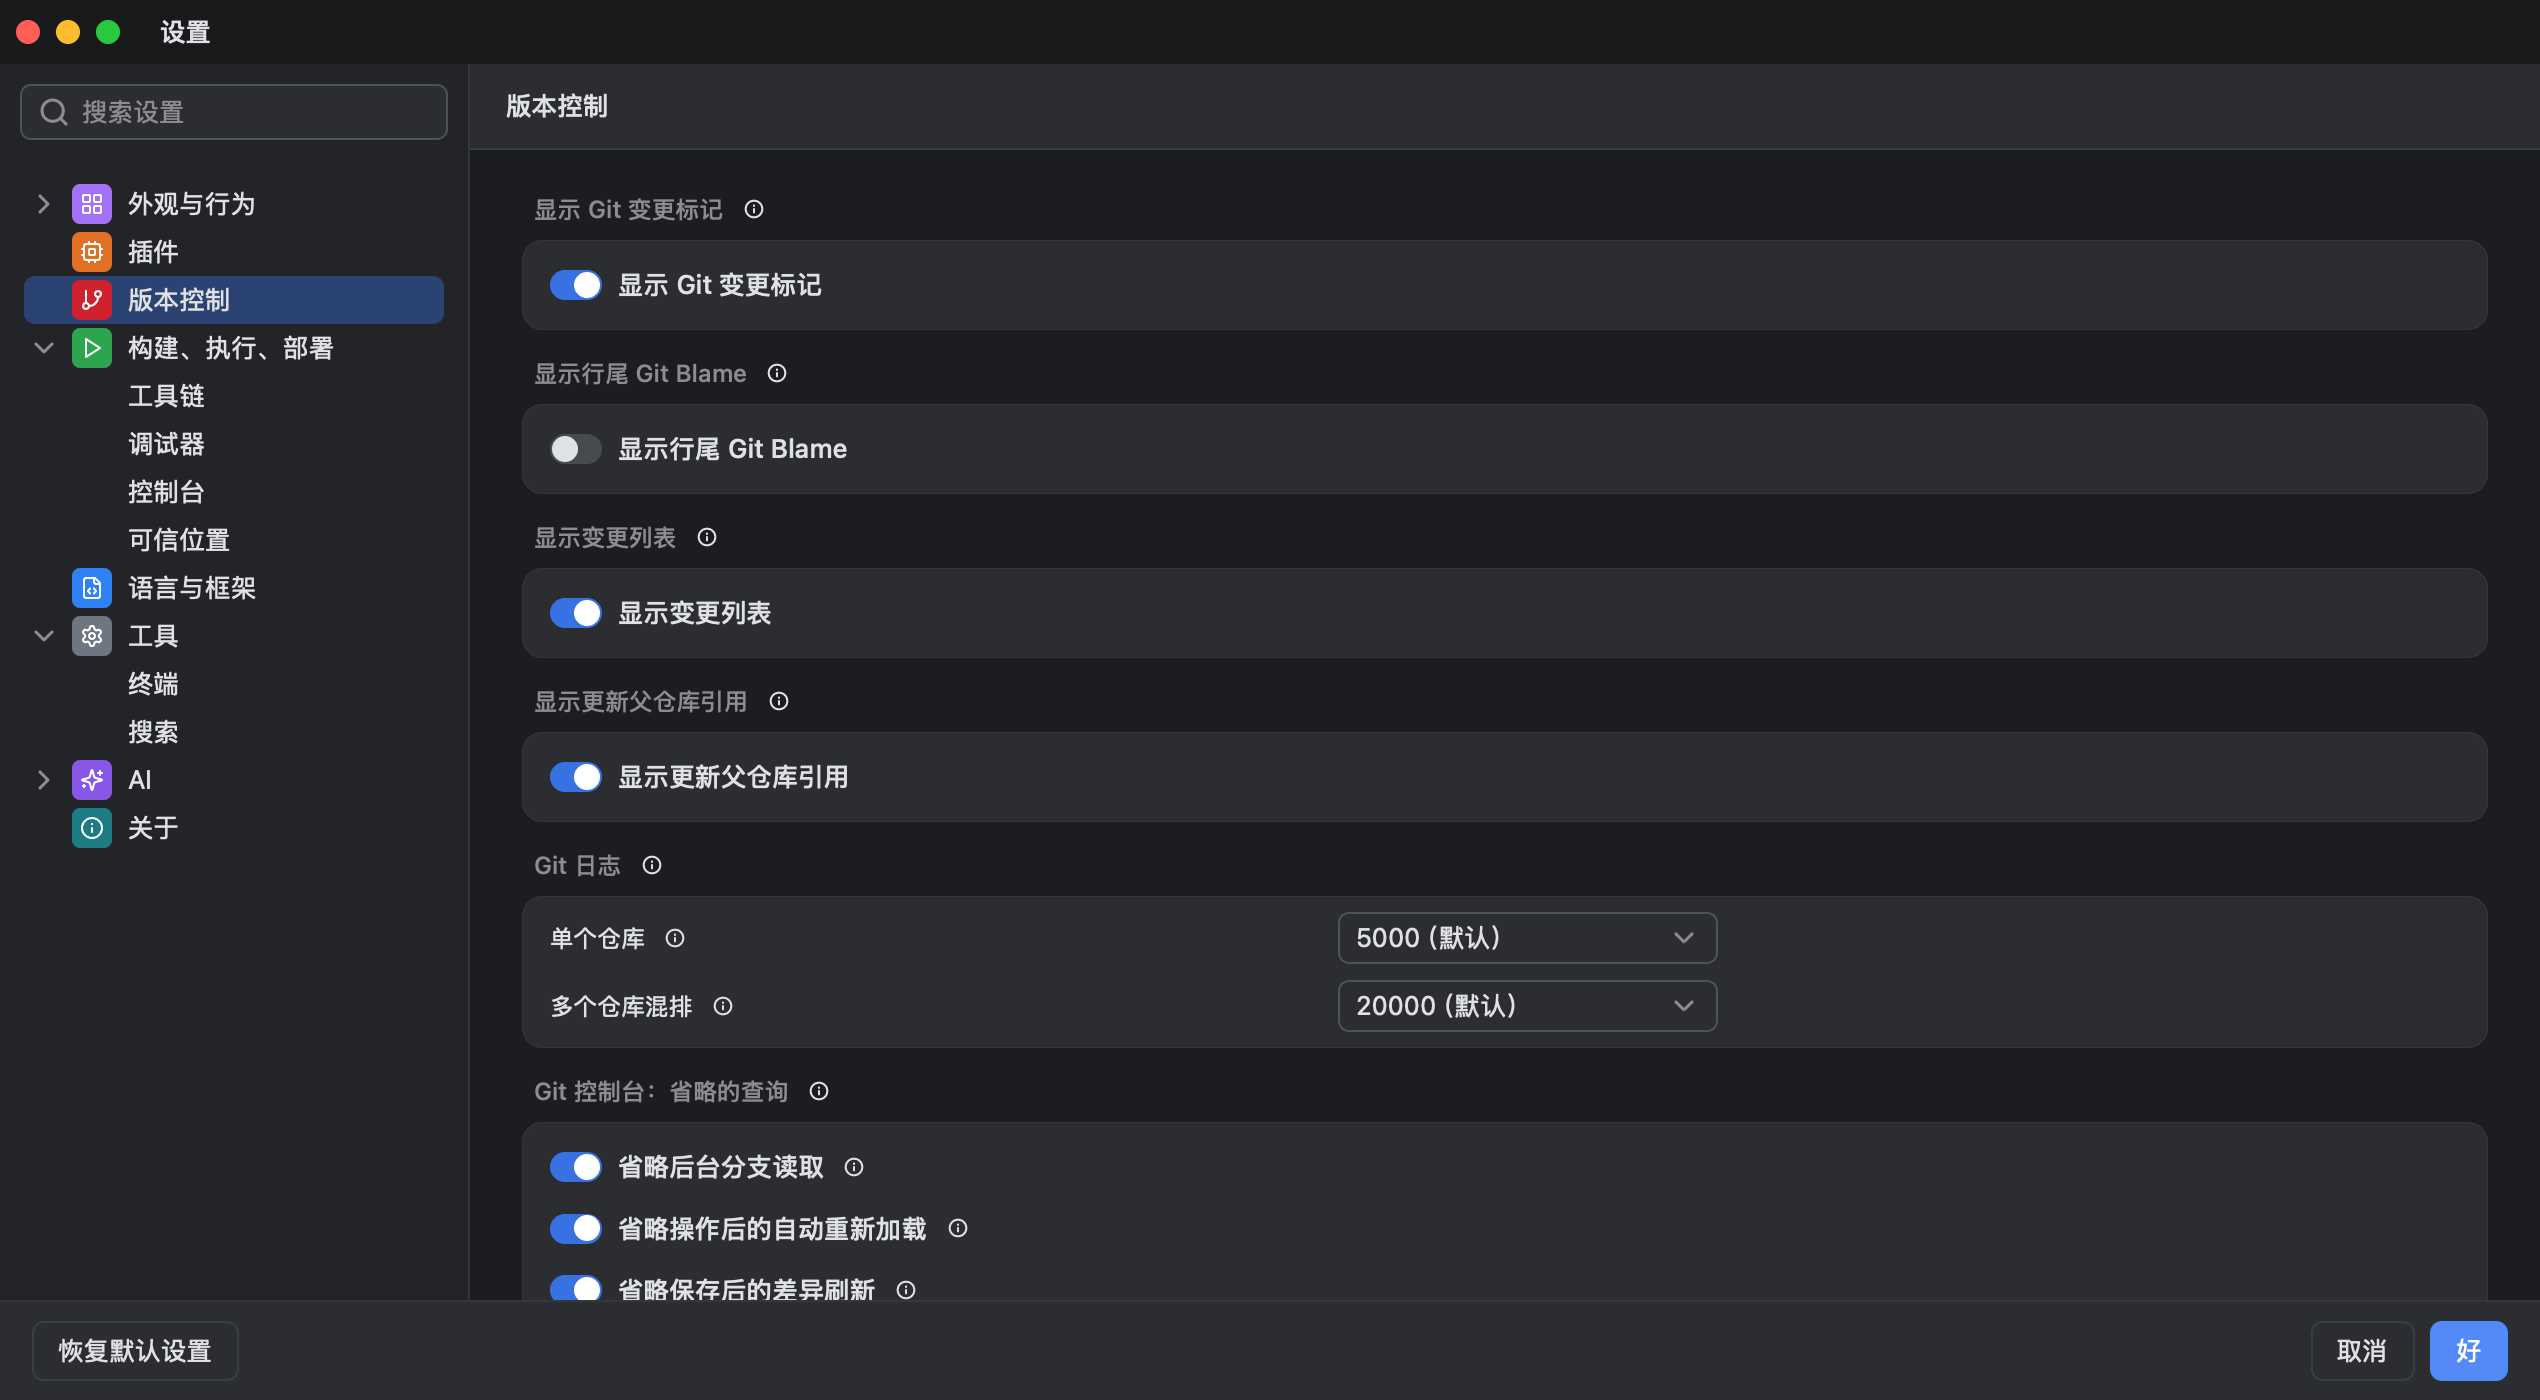 设置
搜索设置
外观与行为
插件
版本控制
构建、执行、部署
工具链
调试器
控制台
可信位置
语言与框架
工具
终端
搜索
AI
关于
版本控制
显示 Git 变更标记
显示 Git 变更标记
显示行尾 Git Blame
显示行尾 Git Blame
显示变更列表
显示变更列表
显示更新父仓库引用
显示更新父仓库引用
Git 日志
单个仓库
5000 (默认)
多个仓库混排
20000 (默认)
Git 控制台：省略的查询
省略后台分支读取
省略操作后的自动重新加载
省略保存后的差异刷新
恢复默认设置
取消
好